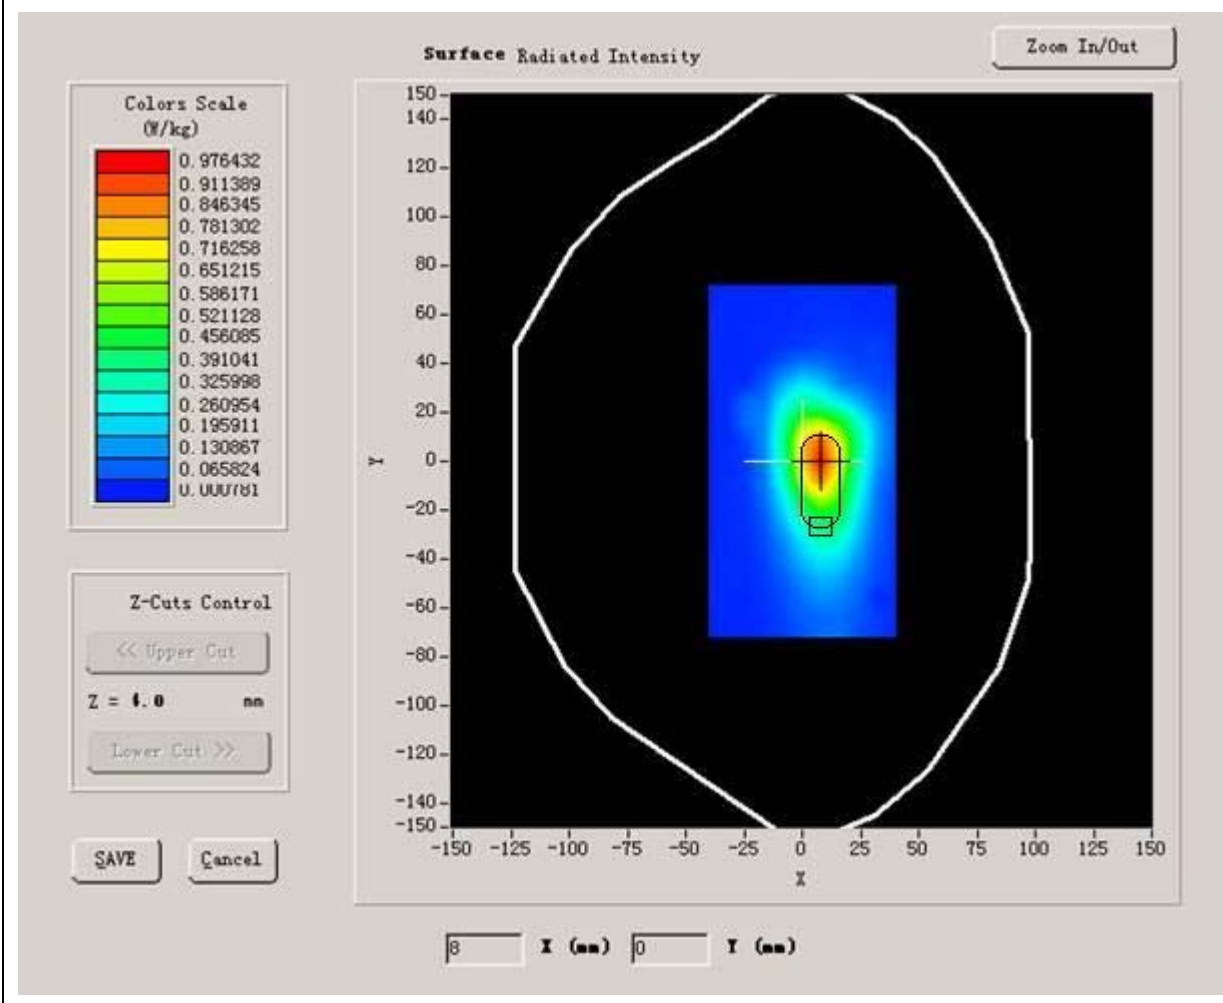 Surface Radiated Intensity
Zoom In/Out
Colors Scale
(W/kg)
0.976432
0.911389
0.846345
0.781302
0.716258
0.651215
0.586171
0.521128
0.456085
0.391041
0.325998
0.260954
0.195911
0.130867
0.065824
0.000781
150
140
120
100
80
60
40
20
0
-20
-40
-60
-80
-100
-120
-140
-150
Y
-150 -125 -100 -75 -50 -25 0 25 50 75 100 125 150
X
Z-Cuts Control
<< Upper Cut
Z = 4.0 mm
Lower Cut >>
SAVE
Cancel
8 X (mm) 0 Y (mm)